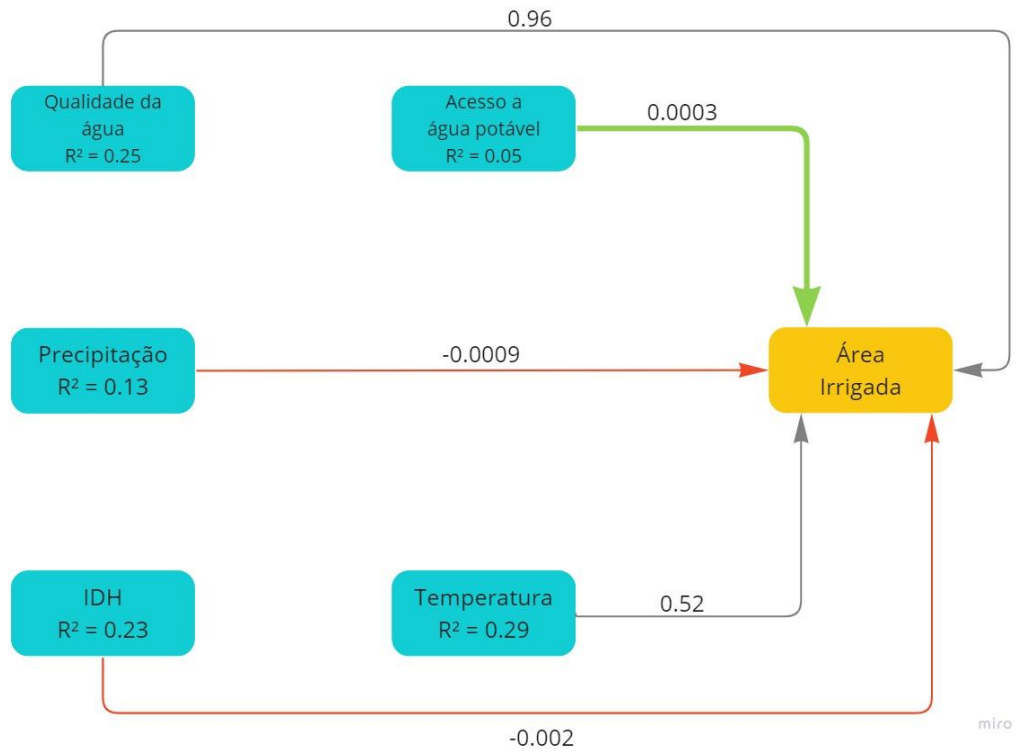 0.96
Qualidade da
água
R² = 0.25
Acesso a
água potável
R² = 0.05
0.0003
Precipitação
R² = 0.13
-0.0009
Área
Irrigada
IDH
R² = 0.23
Temperatura
R² = 0.29
0.52
-0.002
miro